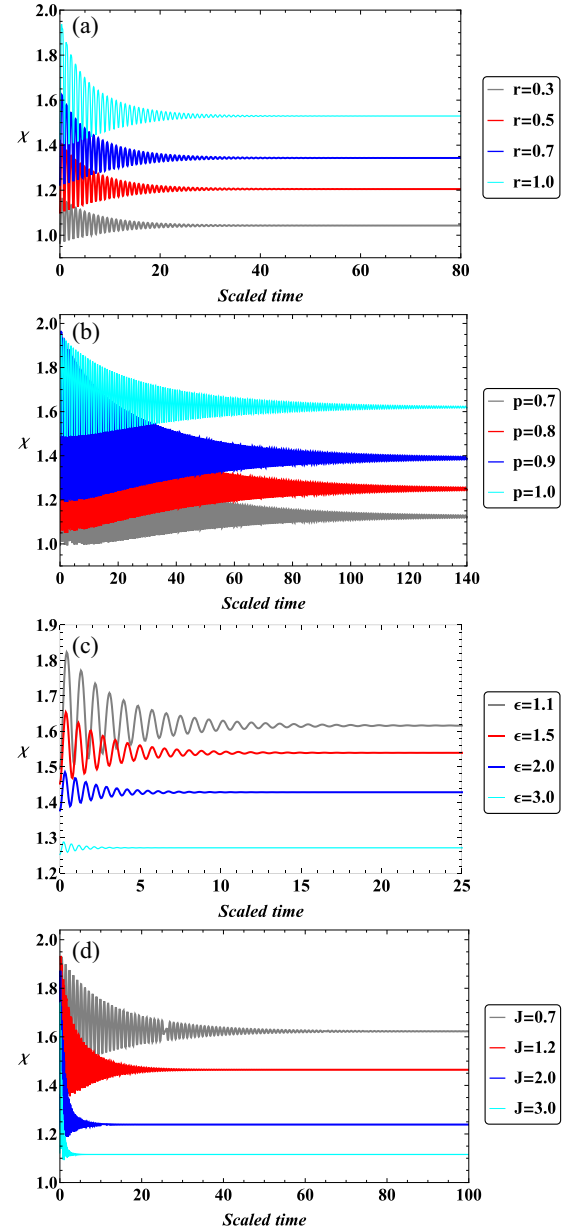 (a)
2.0
1.8
1.6
χ
1.4
1.2
1.0
0 20 40 60 80
Scaled time
r=0.3
r=0.5
r=0.7
r=1.0
(b)
2.0
1.8
1.6
χ
1.4
1.2
1.0
0 20 40 60 80 100 120 140
Scaled time
p=0.7
p=0.8
p=0.9
p=1.0
(c)
1.9
1.8
1.7
1.6
χ
1.5
1.4
1.3
1.2
0 5 10 15 20 25
Scaled time
ϵ=1.1
ϵ=1.5
ϵ=2.0
ϵ=3.0
(d)
2.0
1.8
1.6
χ
1.4
1.2
1.0
0 20 40 60 80 100
Scaled time
J=0.7
J=1.2
J=2.0
J=3.0